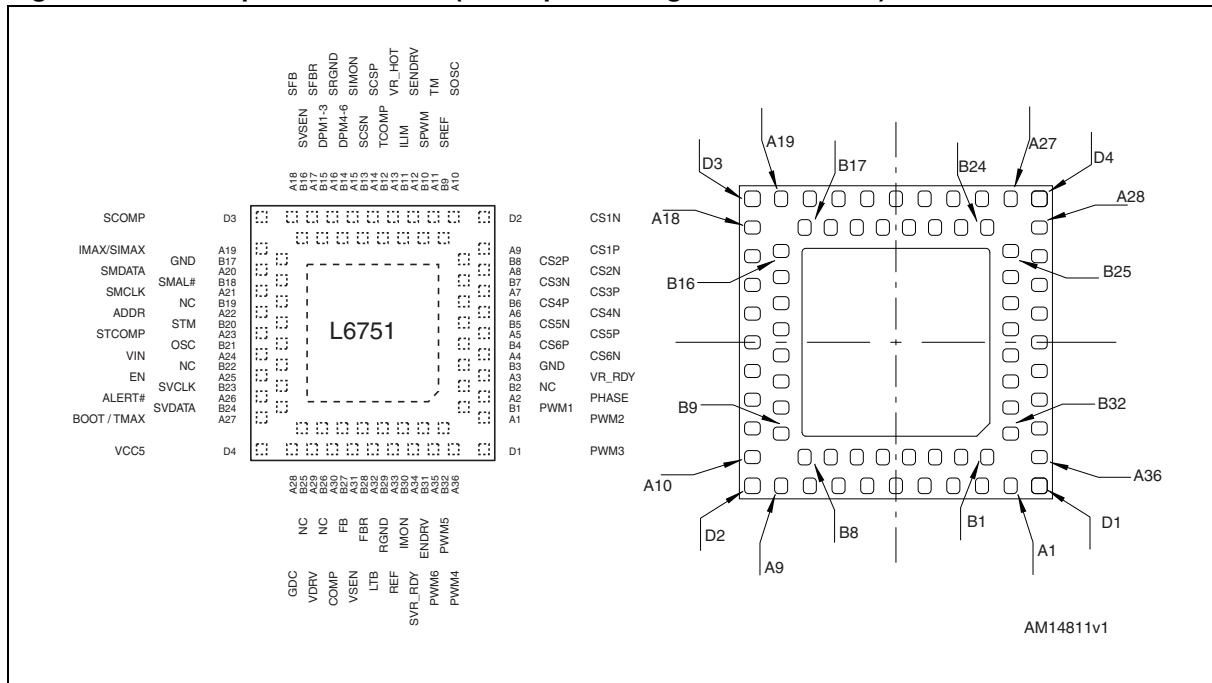 SFB
SFBR
SRGND
SIMON
SCSP
VR_HOT
SENDRV
TM
SOSC
SVSEN
DPM1-3
DPM4-6
SCSN
TCOMP
ILIM
SPWM
SREF
A18
B16
A17
B15
A16
B14
A15
B13
A14
B12
A13
B11
A12
B10
A11
B9
A10
SCOMP D3
IMAX/SIMAX A19
GND B17
SMDATA A20
SMAL# B18
SMCLK A21
NC B19
ADDR A22
STM B20
STCOMP A23
OSC B21
VIN A24
NC B22
EN A25
SVCLK B23
ALERT# A26
SVDATA B24
BOOT / TMAX A27
VCC5 D4
L6751
D2 CS1N
A9 CS1P
B8 CS2P
A8 CS2N
B7 CS3N
A7 CS3P
B6 CS4P
A6 CS4N
B5 CS5N
A5 CS5P
B4 CS6P
A4 CS6N
B3 GND
A3 VR_RDY
B2 NC
A2 PHASE
B1 PWM1
A1 PWM2
D1 PWM3
A28
B25
A29
B26
A30
B27
A31
B28
A32
B29
A33
B30
A34
B31
A35
B32
A36
NC
NC
FB
FBR
RGND
IMON
ENDRV
PWM5
GDC
VDRV
COMP
VSEN
LTB
REF
SVR_RDY
PWM6
PWM4
D3
A19
B17
B24
A27
D4
A18
A28
B16
B25
B9
B32
A10
A36
D2
A9
B8
B1
A1
D1
AM14811v1